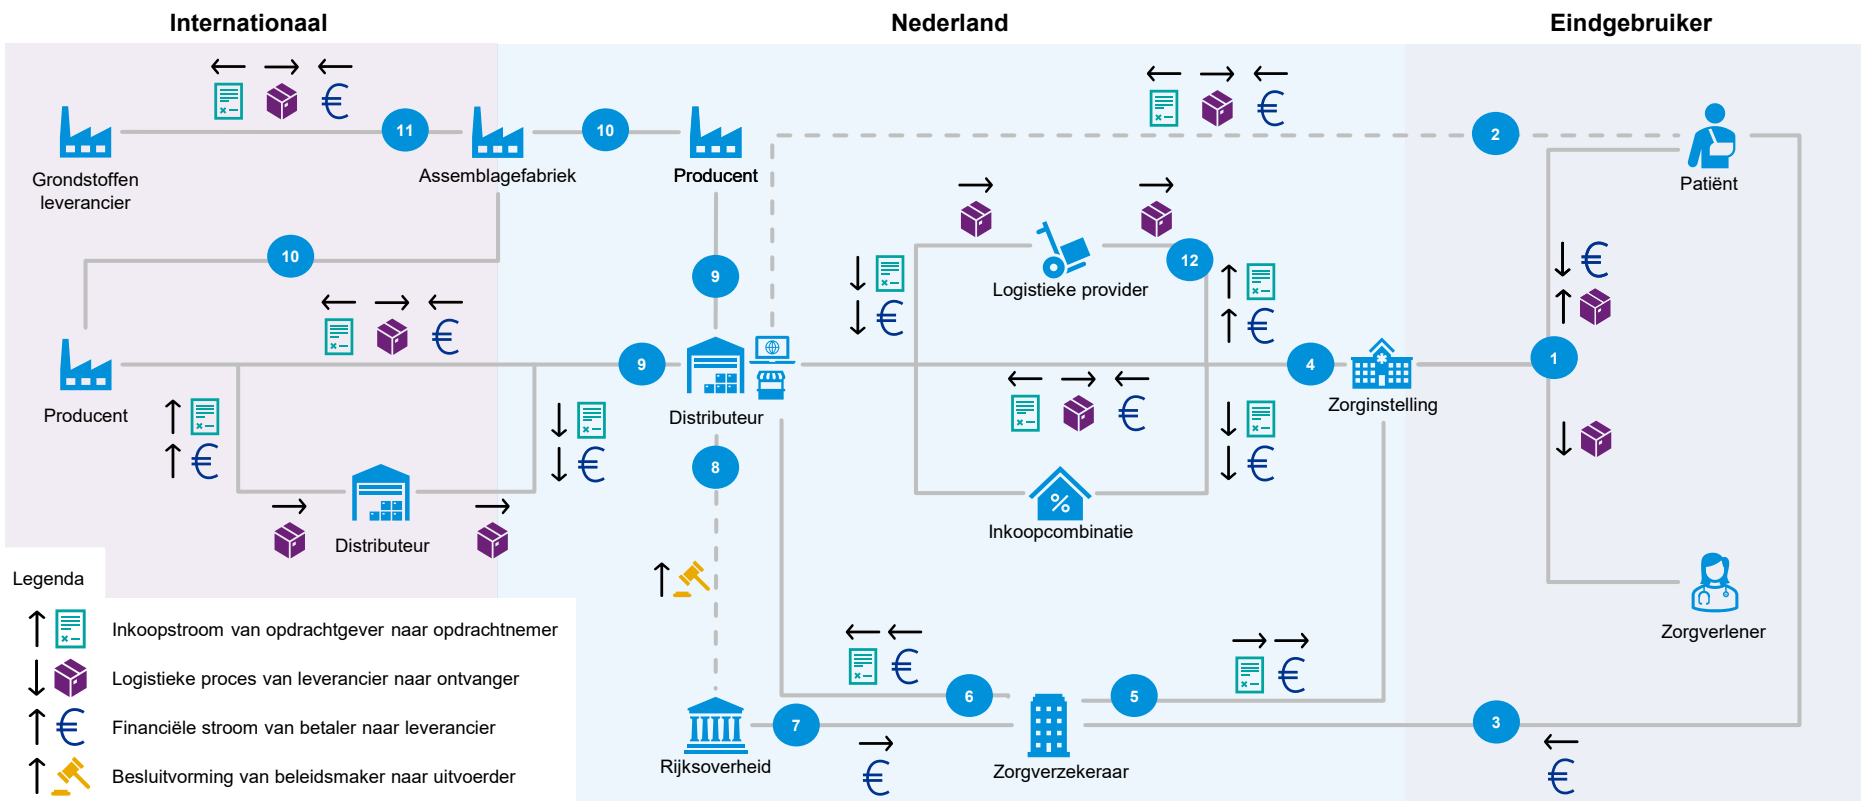 Internationaal
Nederland
Eindgebruiker
11
10
2
Grondstoffen
leverancier
Assemblagefabriek
Producent
Patiënt
10
9
12
Logistieke provider
9
4
1
Producent
Distributeur
Zorginstelling
8
Distributeur
Inkoopcombinatie
Legenda
Inkoopstroom van opdrachtgever naar opdrachtnemer
Logistieke proces van leverancier naar ontvanger
Financiële stroom van betaler naar leverancier
Besluitvorming van beleidsmaker naar uitvoerder
Zorgverlener
6
5
7
3
Rijksoverheid
Zorgverzekeraar